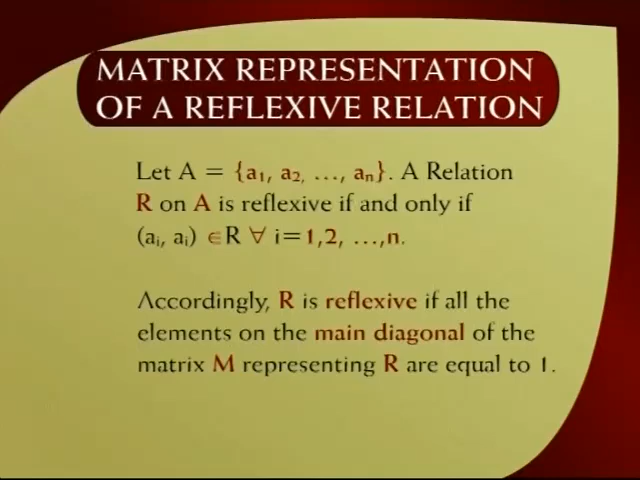 MATRIX REPRESENTATION
OF A REFLEXIVE RELATION
Let A = {a₁, a₂, ..., aₙ}. A Relation
R on A is reflexive if and only if
(aᵢ, aᵢ) ∈R ∀ i=1,2, ...,n.
Accordingly, R is reflexive if all the
elements on the main diagonal of the
matrix M representing R are equal to 1.